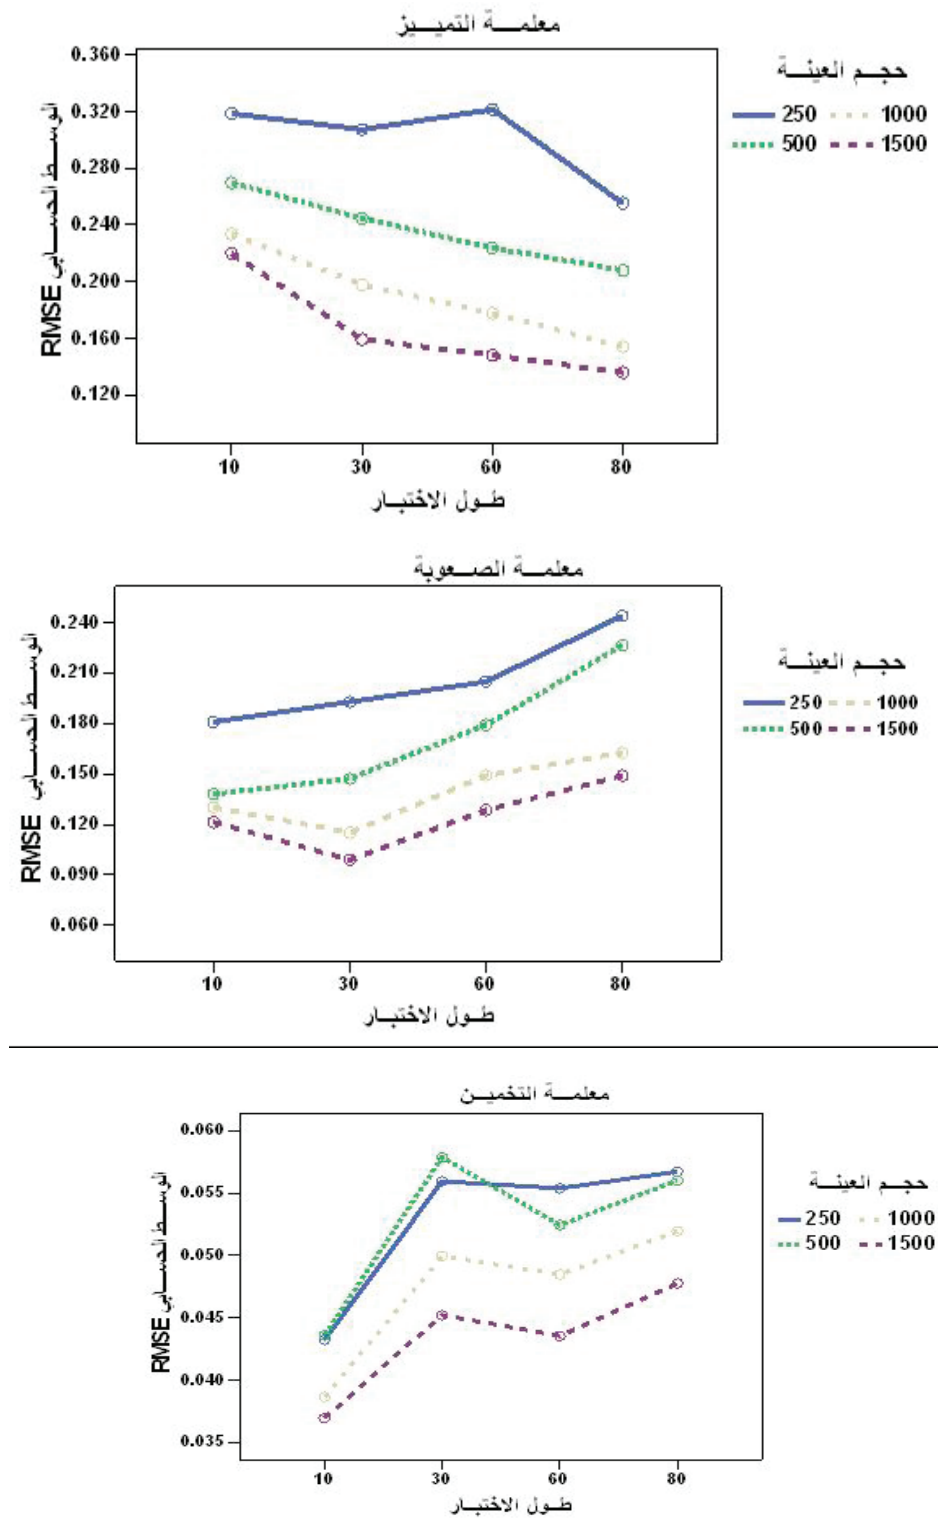 معلمة التمييز
0.360
0.320
0.280
0.240
0.200
0.160
0.120
الوسط الحسابي RMSE
10 30 60 80
طول الاختبار
حجم العينة
250 1000
500 1500
معلمة الصعوبة
0.240
0.210
0.180
0.150
0.120
0.090
0.060
الوسط الحسابي RMSE
10 30 60 80
طول الاختبار
حجم العينة
250 1000
500 1500
معلمة التخمين
0.060
0.055
0.050
0.045
0.040
0.035
الوسط الحسابي RMSE
10 30 60 80
طول الاختبار
حجم العينة
250 1000
500 1500